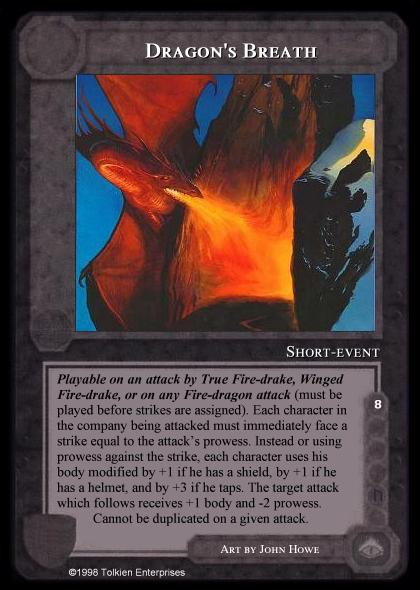 DRAGON'S BREATH
SHORT-EVENT
Playable on an attack by True Fire-drake, Winged
Fire-drake, or on any Fire-dragon attack (must be
played before strikes are assigned). Each character in
the company being attacked must immediately face a
strike equal to the attack's prowess. Instead or using
prowess against the strike, each character uses his
body modified by +1 if he has a shield, by +1 if he
has a helmet, and by +3 if he taps. The target attack
which follows receives +1 body and -2 prowess.
Cannot be duplicated on a given attack.
8
ART BY JOHN HOWE
©1998 Tolkien Enterprises